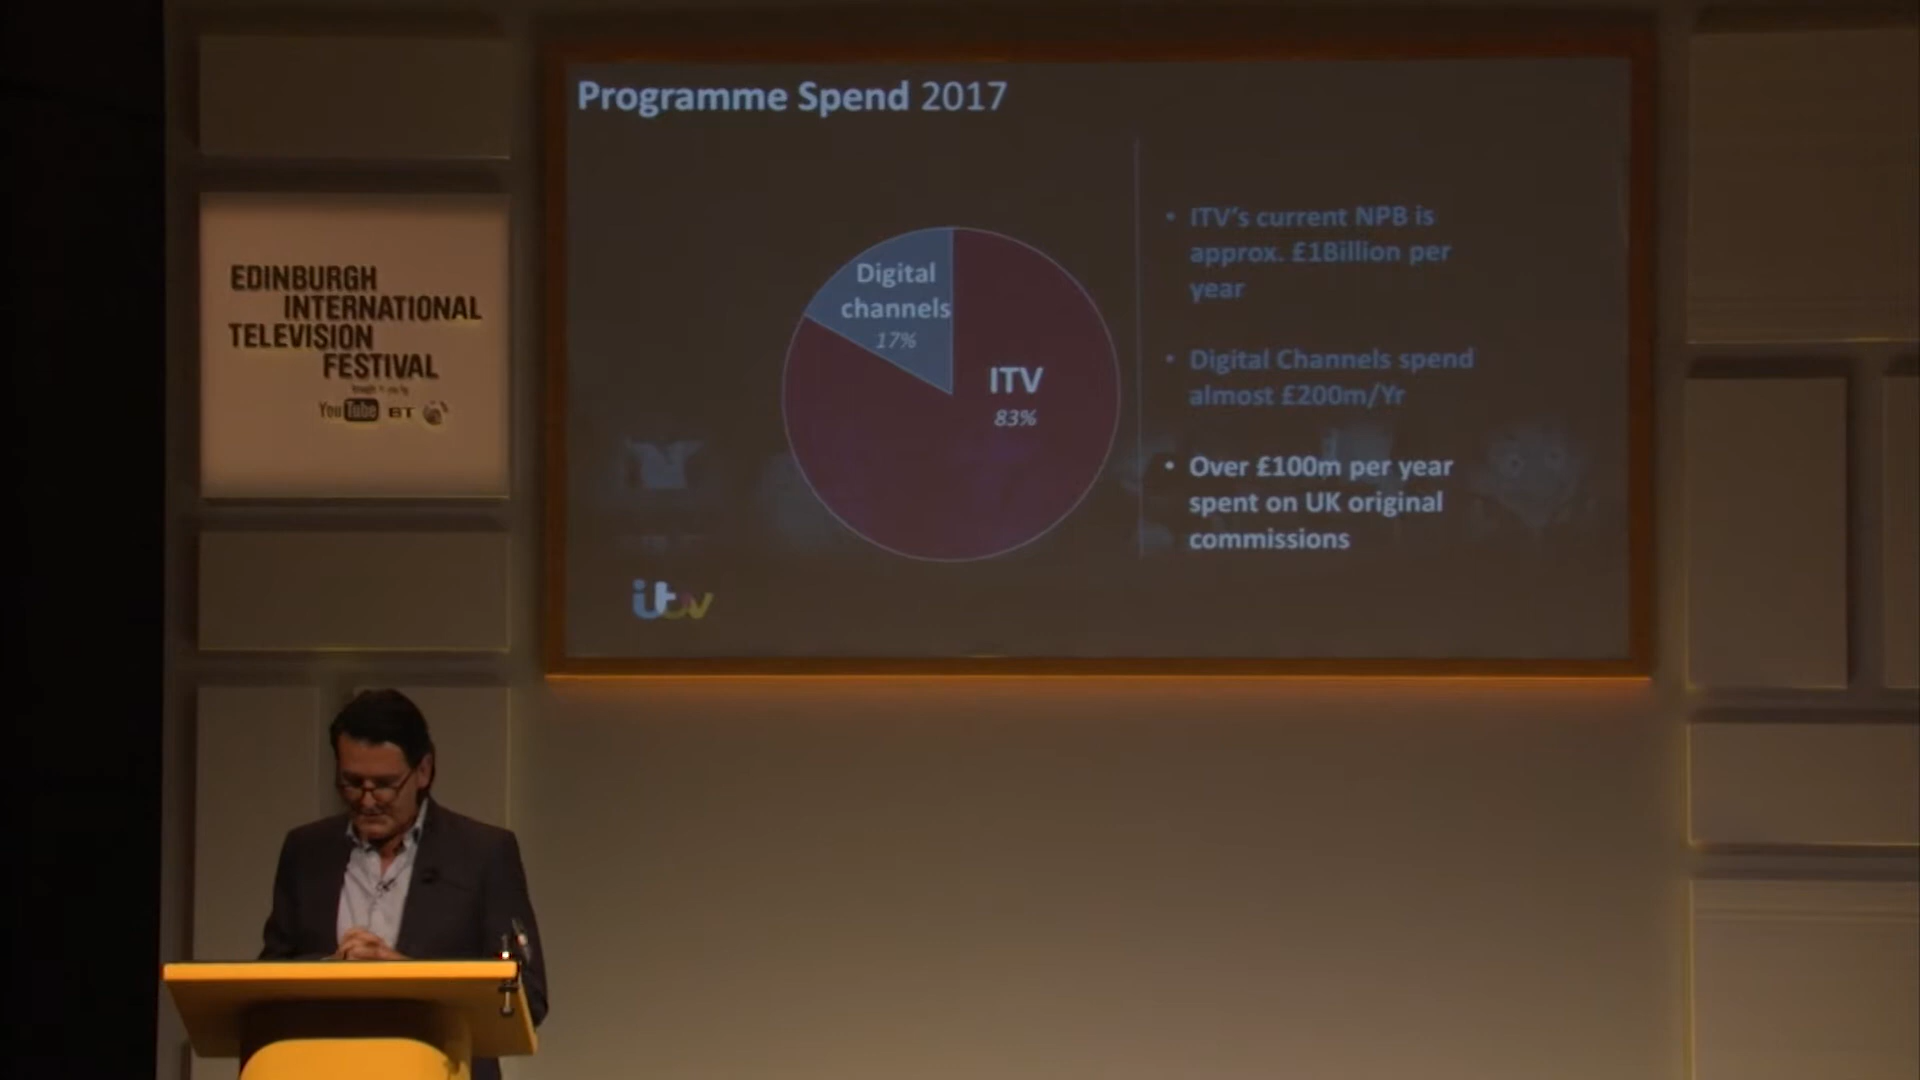 Programme Spend 2017
EDINBURGH
INTERNATIONAL
TELEVISION
FESTIVAL
YouTube BT
Digital
channels
17%
ITV
83%
• ITV's current NPB is
approx. £1Billion per
year
• Digital Channels spend
almost £200m/Yr
• Over £100m per year
spent on UK original
commissions
itv